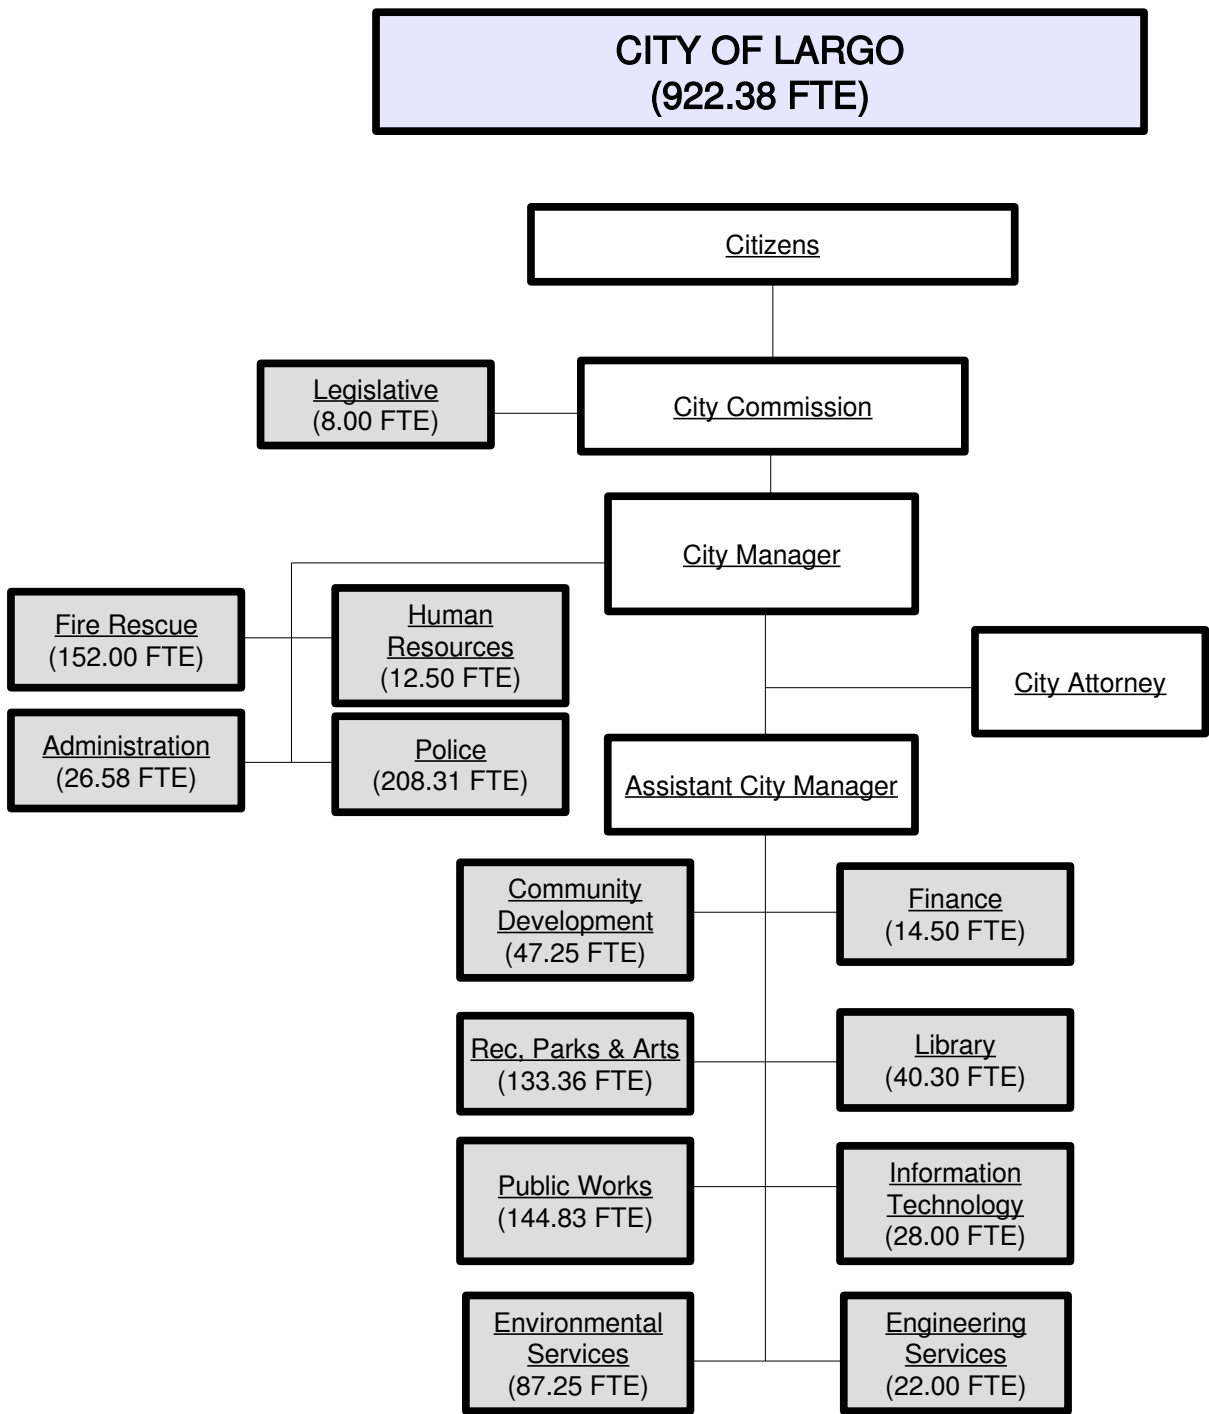 CITY OF LARGO
(922.38 FTE)
Citizens
Legislative
(8.00 FTE)
City Commission
City Manager
Fire Rescue
(152.00 FTE)
Human
Resources
(12.50 FTE)
City Attorney
Administration
(26.58 FTE)
Police
(208.31 FTE)
Assistant City Manager
Community
Development
(47.25 FTE)
Finance
(14.50 FTE)
Rec, Parks & Arts
(133.36 FTE)
Library
(40.30 FTE)
Public Works
(144.83 FTE)
Information
Technology
(28.00 FTE)
Environmental
Services
(87.25 FTE)
Engineering
Services
(22.00 FTE)